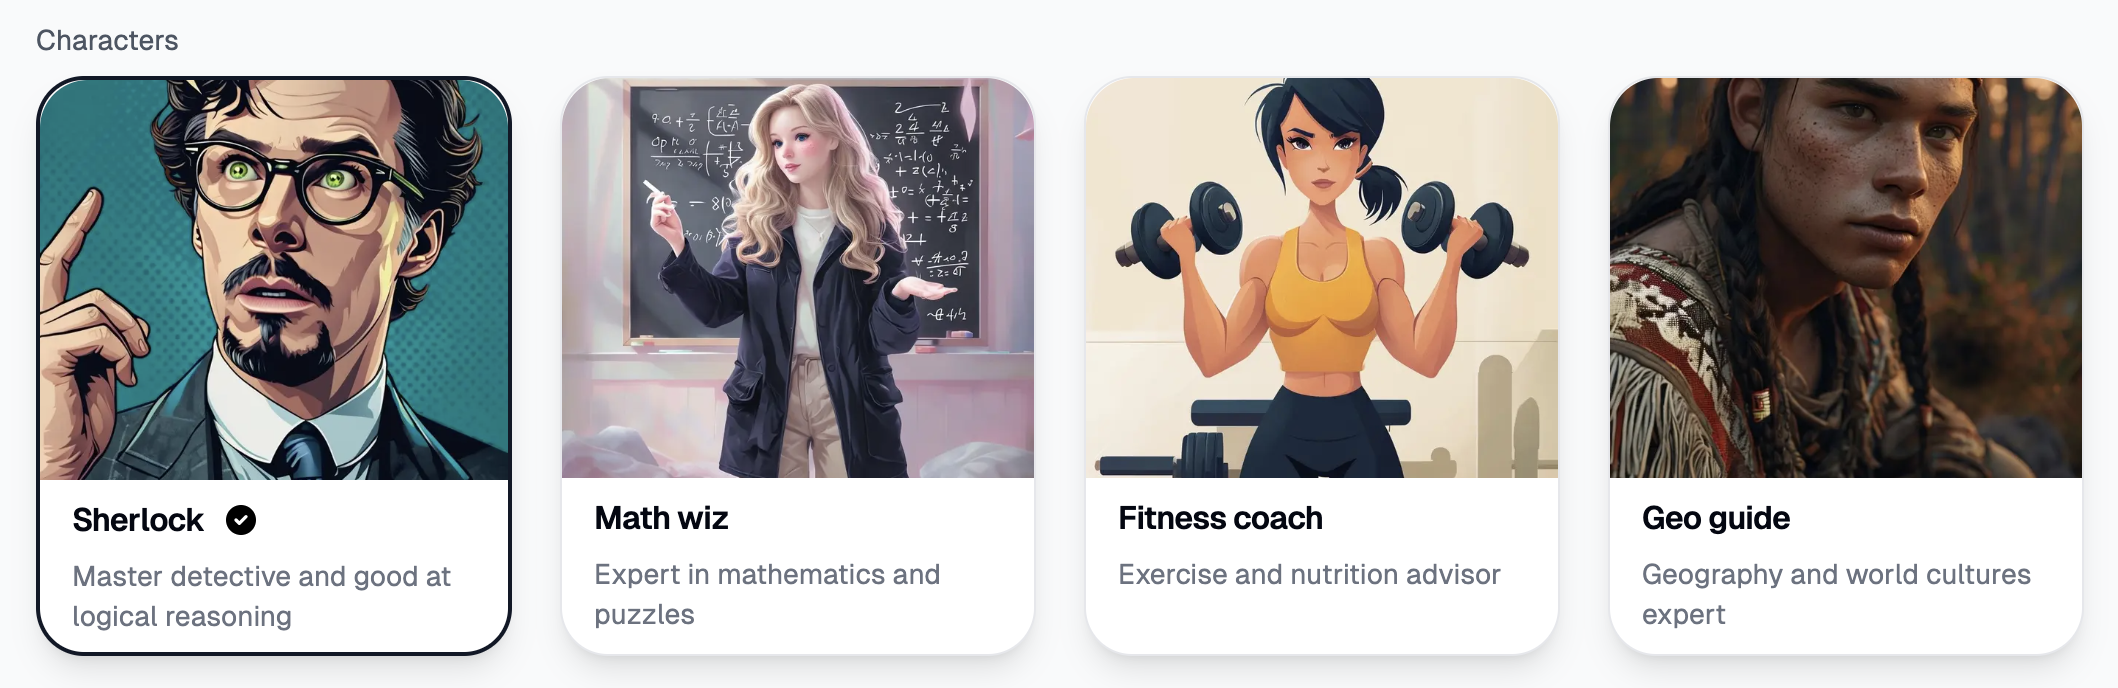 Characters
Sherlock
Master detective and good at
logical reasoning
Math wiz
Expert in mathematics and
puzzles
Fitness coach
Exercise and nutrition advisor
Geo guide
Geography and world cultures
expert